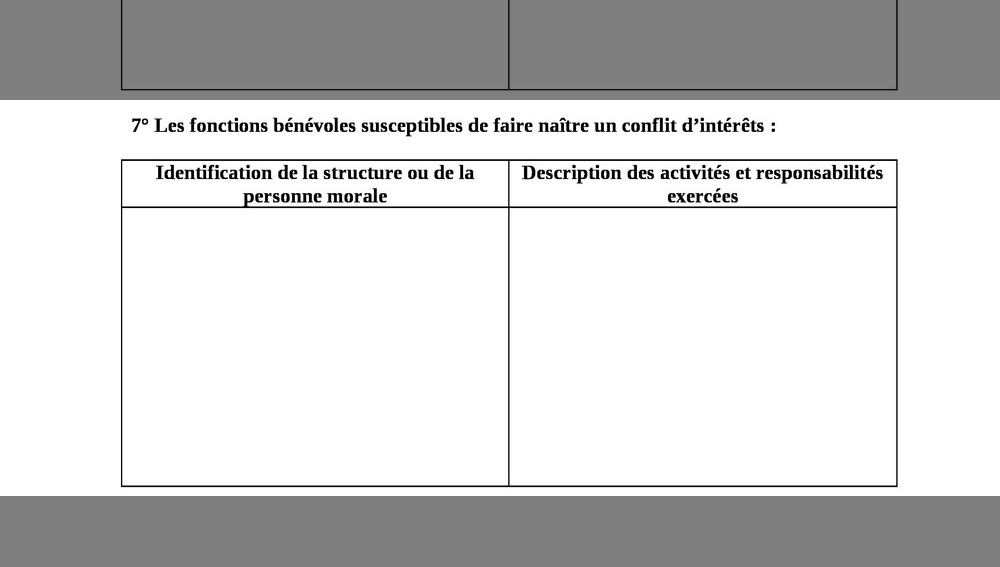 7° Les fonctions bénévoles susceptibles de faire naître un conflit d’intérêts :
Identification de la structure ou de la
personne morale
Description des activités et responsabilités
exercées